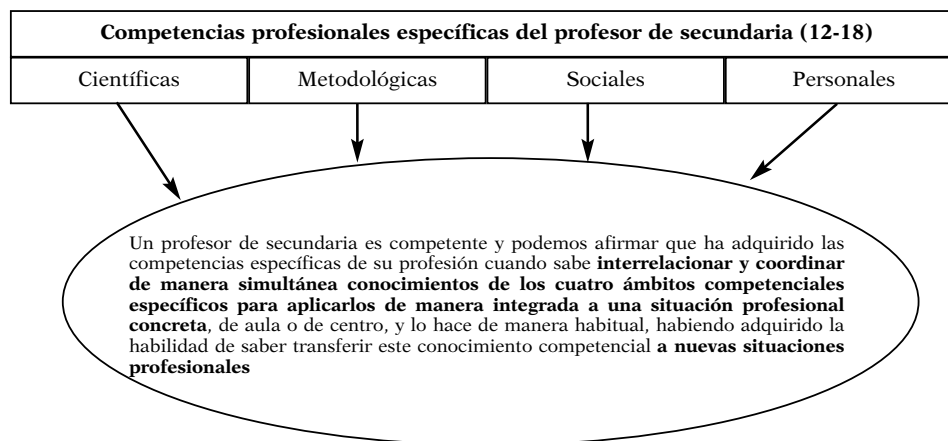 Competencias profesionales específicas del profesor de secundaria (12-18)
Científicas Metodológicas Sociales Personales
Un profesor de secundaria es competente y podemos afirmar que ha adquirido las
competencias específicas de su profesión cuando sabe interrelacionar y coordinar
de manera simultánea conocimientos de los cuatro ámbitos competenciales
específicos para aplicarlos de manera integrada a una situación profesional
concreta, de aula o de centro, y lo hace de manera habitual, habiendo adquirido la
habilidad de saber transferir este conocimiento competencial a nuevas situaciones
profesionales